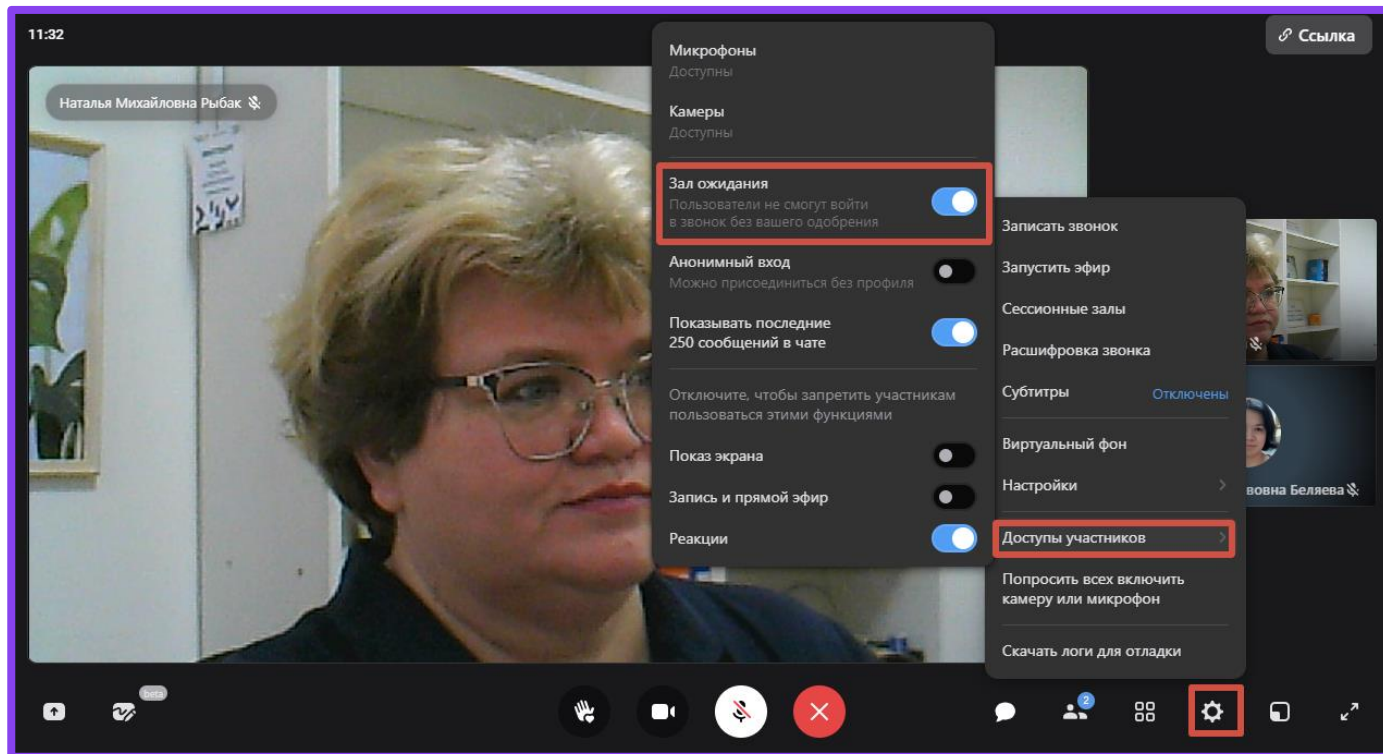 11:32
Ссылка
Наталья Михайловна Рыбак
Микрофоны
Доступны
Камеры
Доступны
Зал ожидания
Пользователи не смогут войти
в звонок без вашего одобрения
Анонимный вход
Можно присоединиться без профиля
Показывать последние
250 сообщений в чате
Отключите, чтобы запретить участникам
пользоваться этими функциями
Показ экрана
Запись и прямой эфир
Реакции
Записать звонок
Запустить эфир
Сессионные залы
Расшифровка звонка
Субтитры Отключены
Виртуальный фон
Настройки
Доступы участников
Попросить всех включить
камеру или микрофон
Скачать логи для отладки
вовна Беляева
beta
2